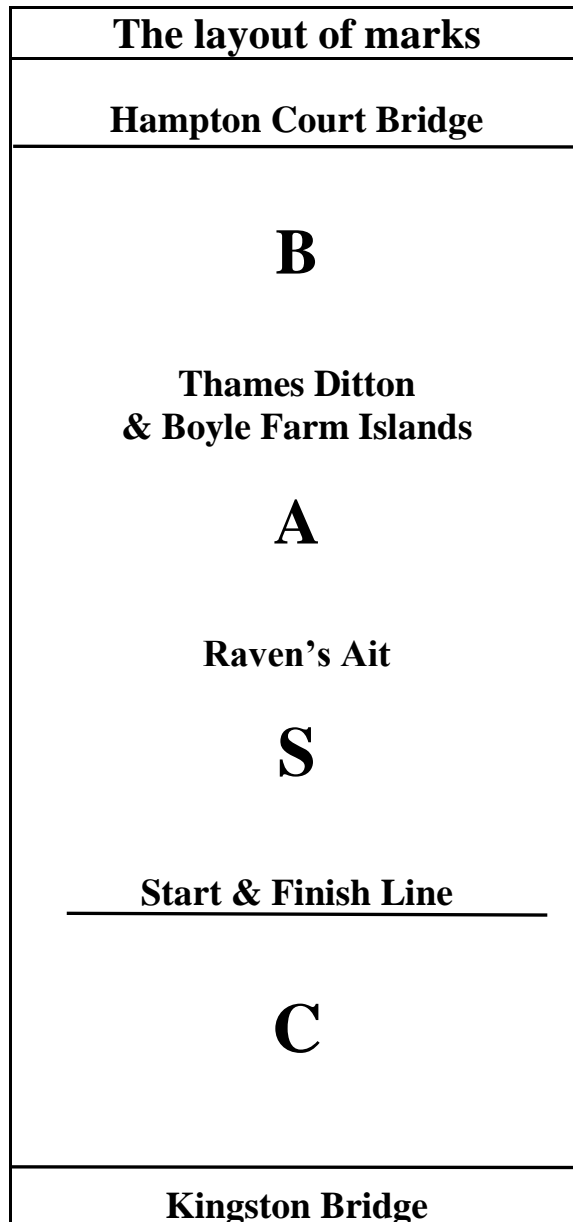 The layout of marks
Hampton Court Bridge
B
Thames Ditton
& Boyle Farm Islands
A
Raven’s Ait
S
Start & Finish Line
C
Kingston Bridge